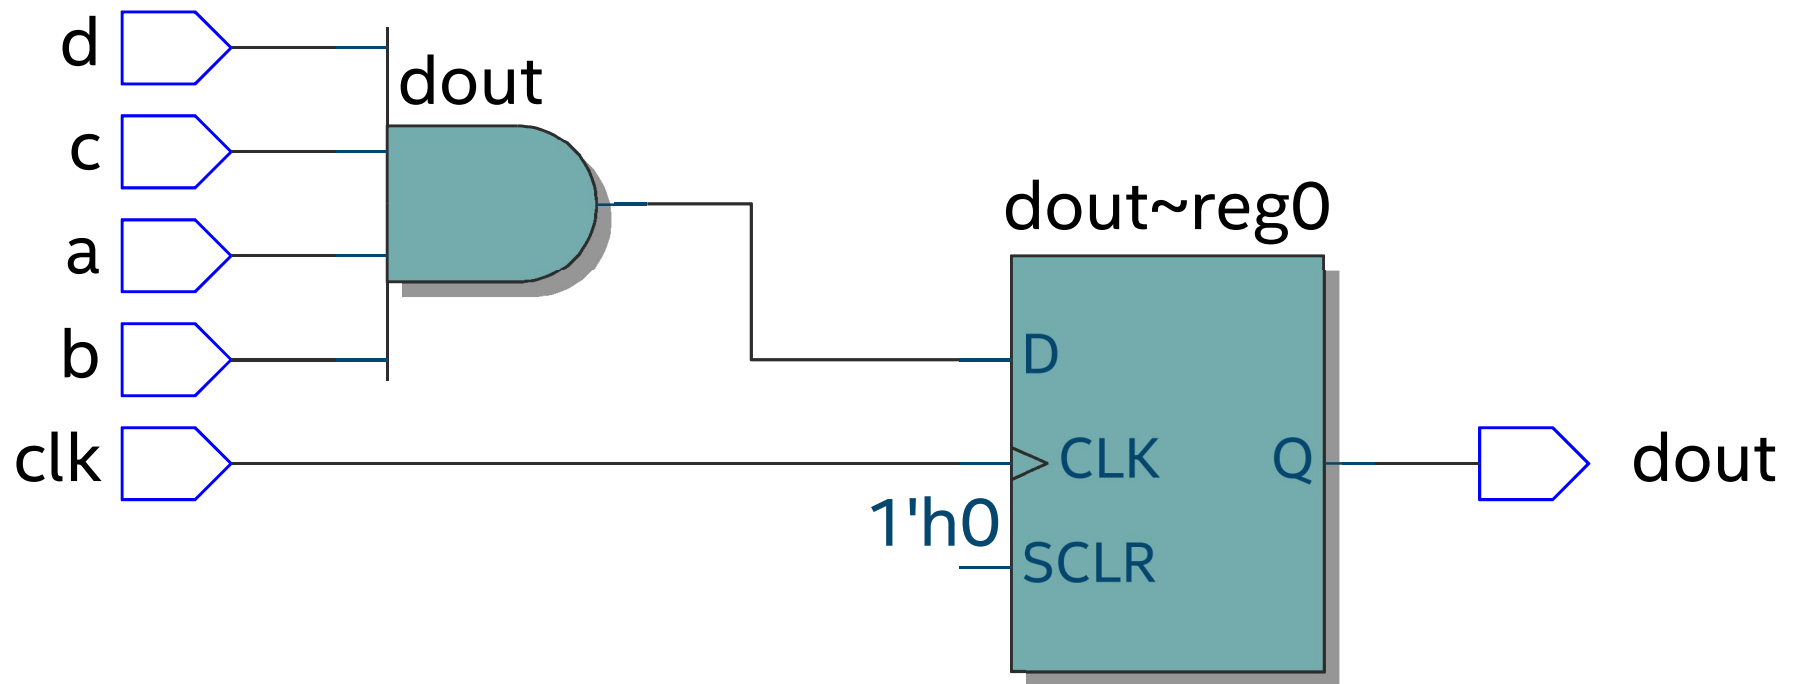 d
dout
c
a
b
clk
dout~reg0
D
CLK
Q
1'h0
SCLR
dout